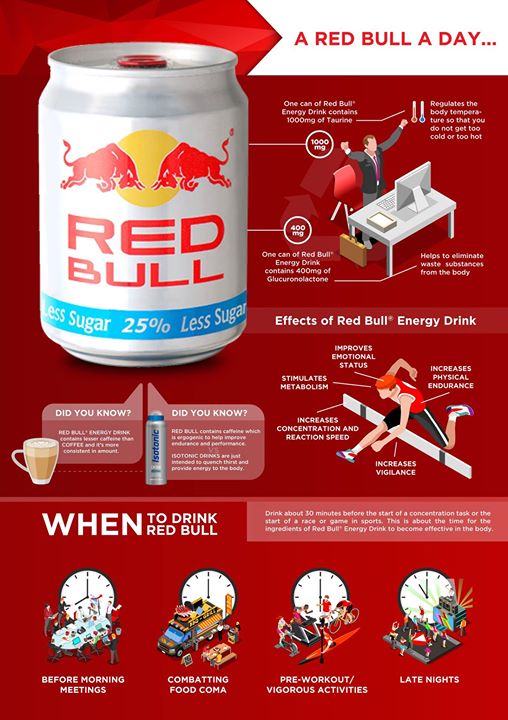 A RED BULL A DAY...
One can of Red Bull®
Energy Drink contains
1000mg of Taurine
Regulates the
body tempera-
ture so that you
do not get too
cold or too hot
1000
mg
400
mg
One can of Red Bull®
Energy Drink
contains 400mg of
Glucuronolactone
Helps to eliminate
waste substances
from the body
RED
BULL
Less Sugar 25% Less Sugar
Effects of Red Bull® Energy Drink
IMPROVES
EMOTIONAL
STATUS
STIMULATES
METABOLISM
INCREASES
PHYSICAL
ENDURANCE
INCREASES
CONCENTRATION AND
REACTION SPEED
INCREASES
VIGILANCE
DID YOU KNOW?
RED BULL® ENERGY DRINK
contains lesser caffeine than
COFFEE and it's more
consistent in amount.
Isotonic
DID YOU KNOW?
RED BULL contains caffeine which
is ergogenic to help improve
endurance and performance.
VS
ISOTONIC DRINKS are just
intended to quench thirst and
provide energy to the body.
WHEN TO DRINK
RED BULL
Drink about 30 minutes before the start of a concentration task or the
start of a race or game in sports. This is about the time for the
ingredients of Red Bull® Energy Drink to become effective in the body.
BEFORE MORNING
MEETINGS
COMBATTING
FOOD COMA
PRE-WORKOUT/
VIGOROUS ACTIVITIES
LATE NIGHTS